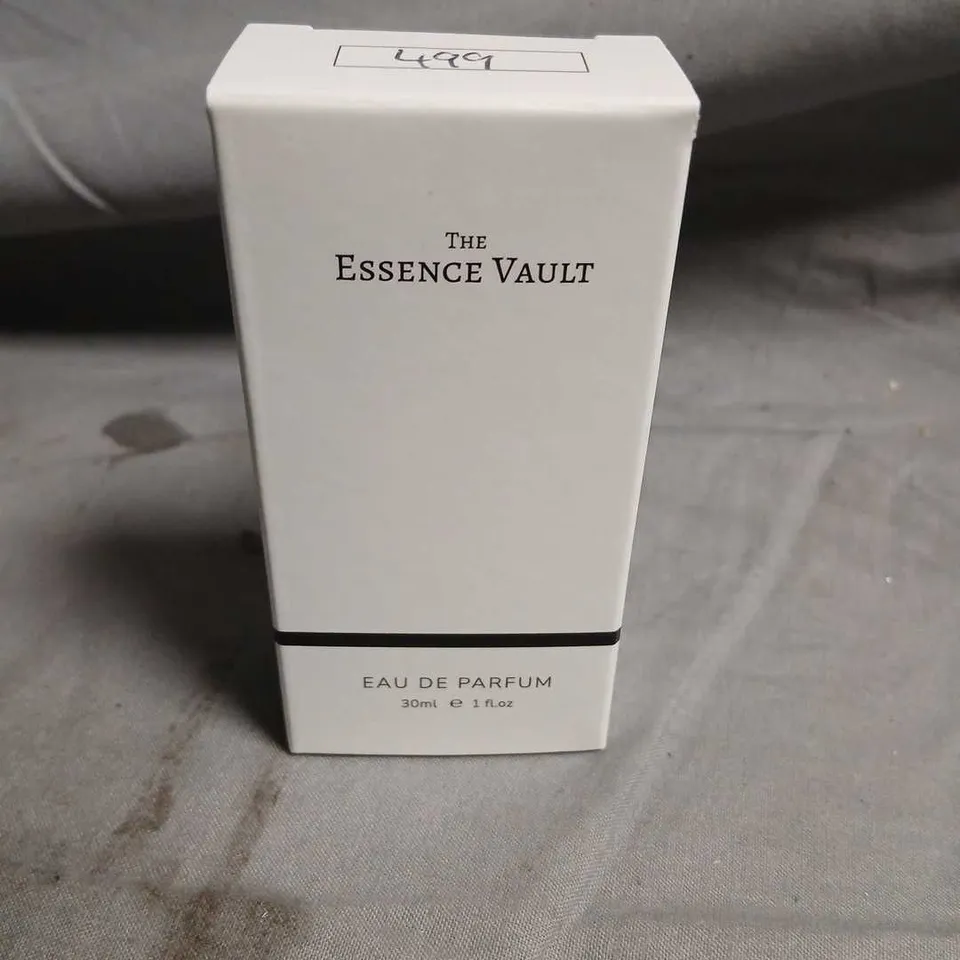 499
THE
ESSENCE VAULT
EAU DE PARFUM
30ml ℮ 1 fl.oz